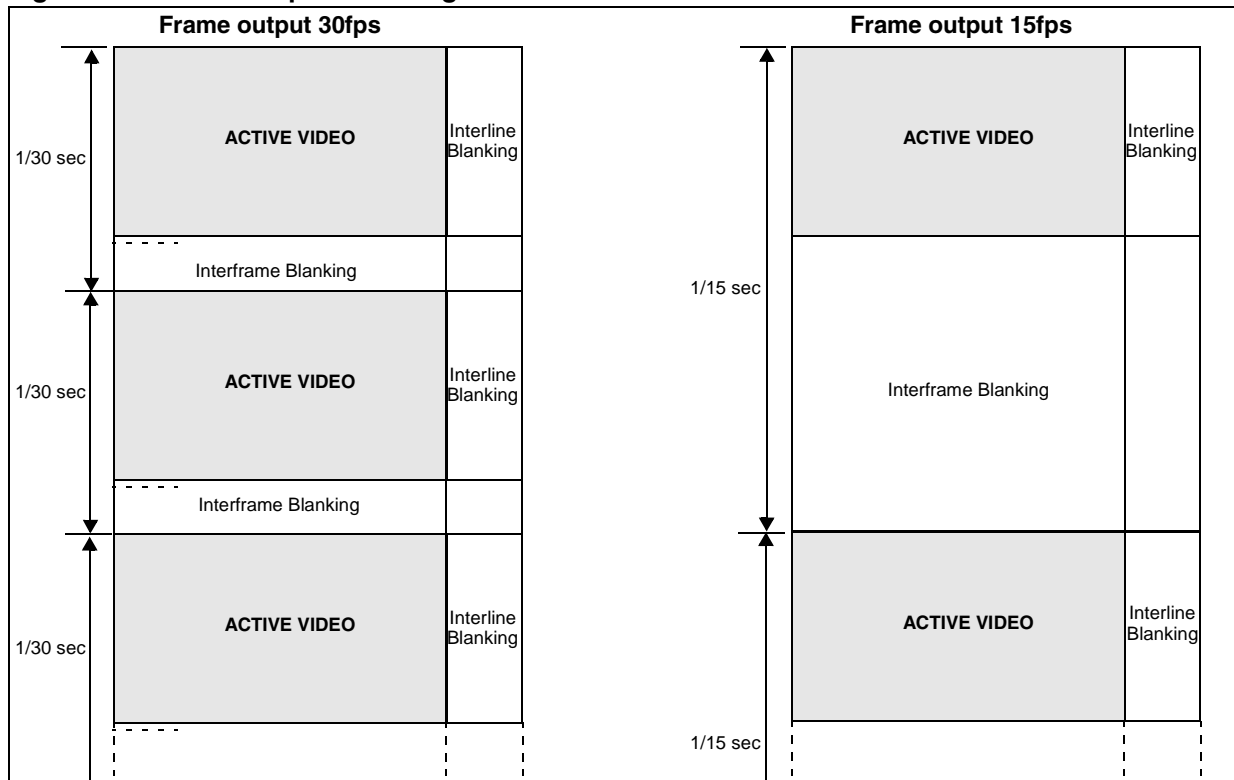 Frame output 30fps
ACTIVE VIDEO
Interline
Blanking
1/30 sec
Interframe Blanking
ACTIVE VIDEO
Interline
Blanking
1/30 sec
Interframe Blanking
ACTIVE VIDEO
Interline
Blanking
1/30 sec
Frame output 15fps
ACTIVE VIDEO
Interline
Blanking
1/15 sec
Interframe Blanking
ACTIVE VIDEO
Interline
Blanking
1/15 sec